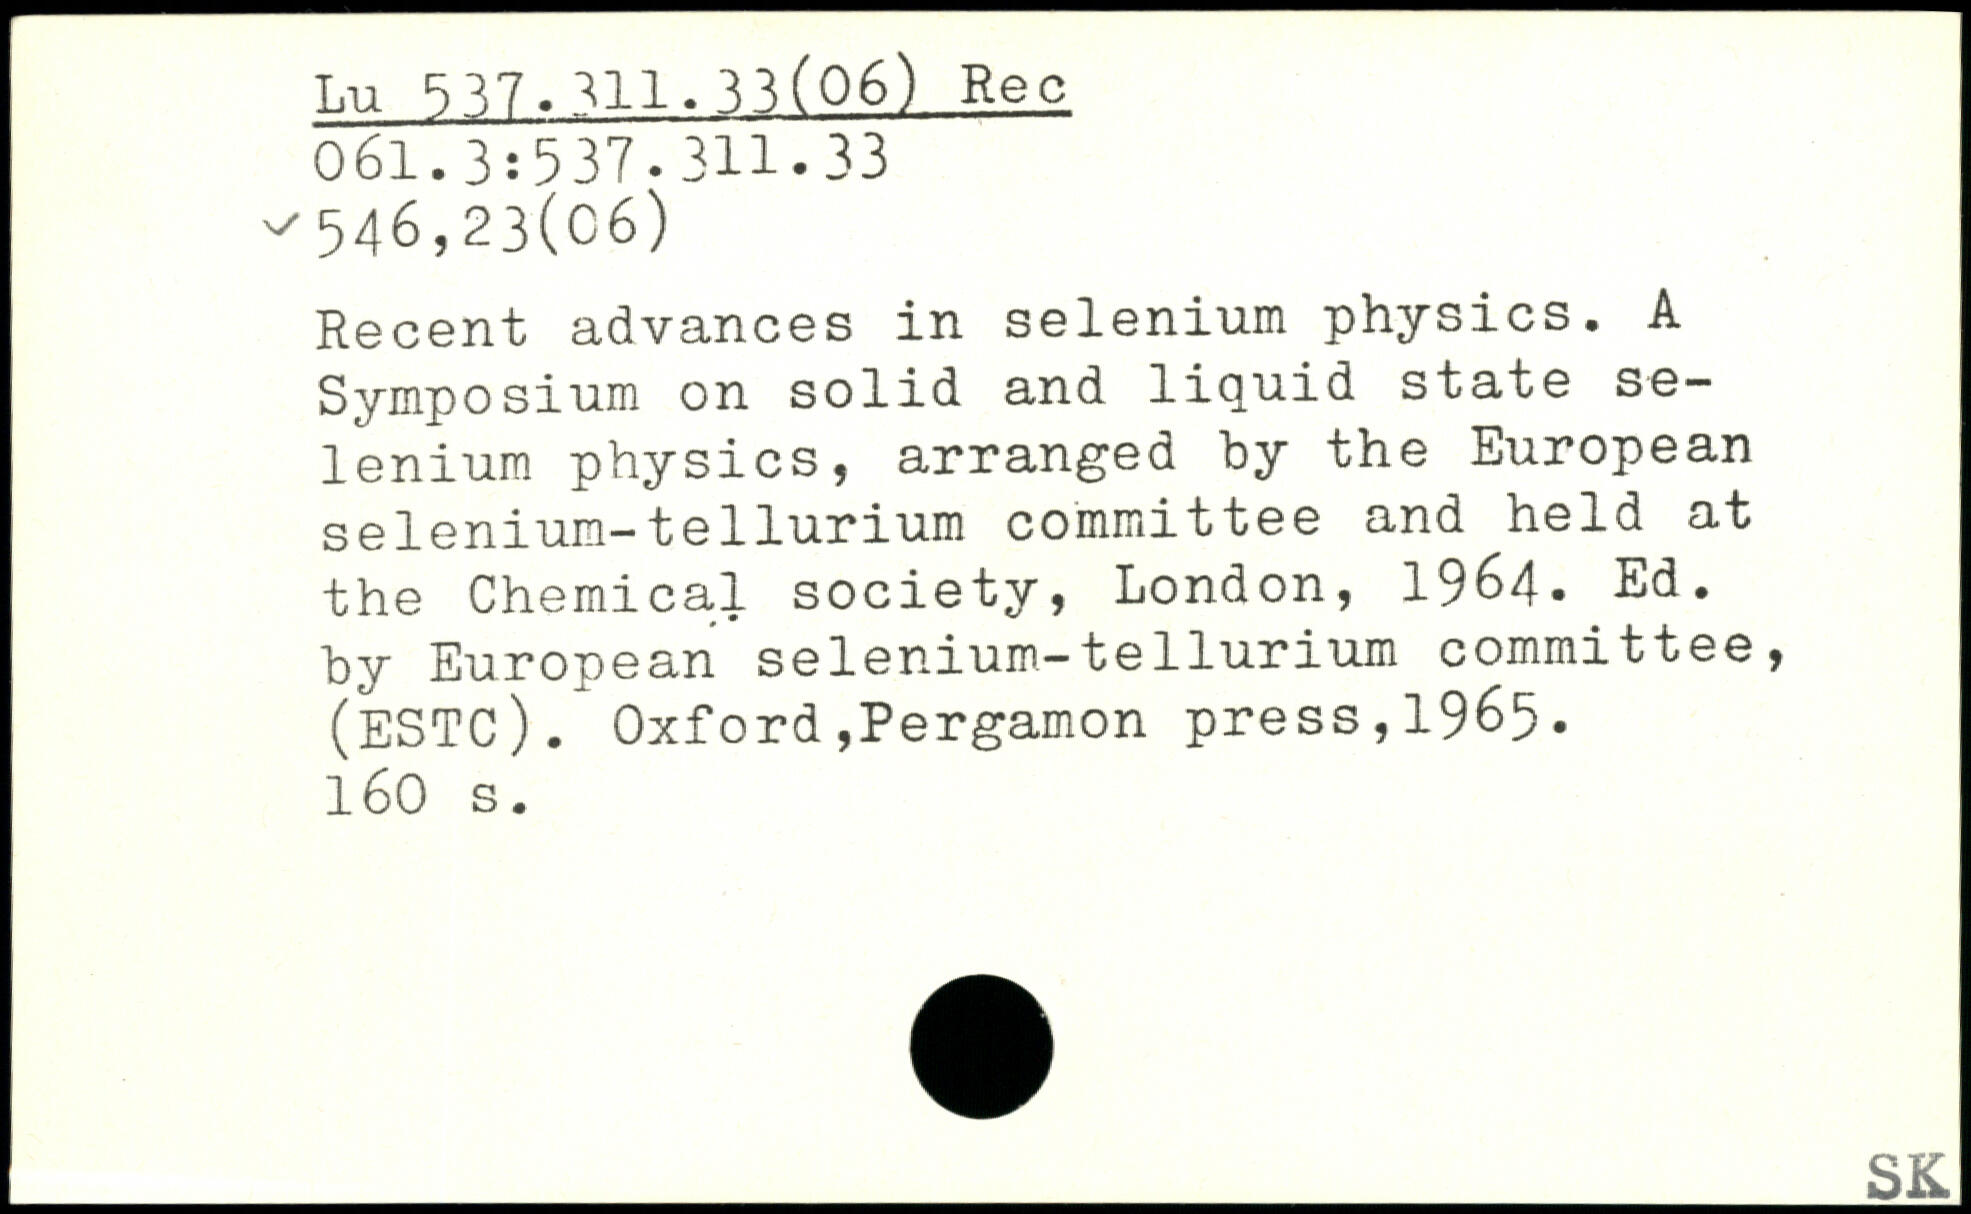 Lu 537.311.33(06) Rec
061.3:537.311.33
✓546,23(06)
Recent advances in selenium physics. A
Symposium on solid and liquid state se-
lenium physics, arranged by the European
selenium-tellurium committee and held at
the Chemical society, London, 1964. Ed.
by European selenium-tellurium committee,
(ESTC). Oxford,Pergamon press,1965.
160 s.
SK